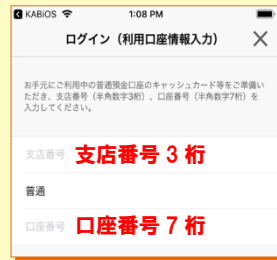 KABiOS 1:08 PM
ログイン（利用口座情報入力） ×
お手元にご利用中の普通預金口座のキャッシュカード等をご準備い
ただき、支店番号（半角数字3桁）、口座番号（半角数字7桁）を
入力してください。
支店番号 支店番号 3 桁
普通
口座番号 口座番号 7 桁